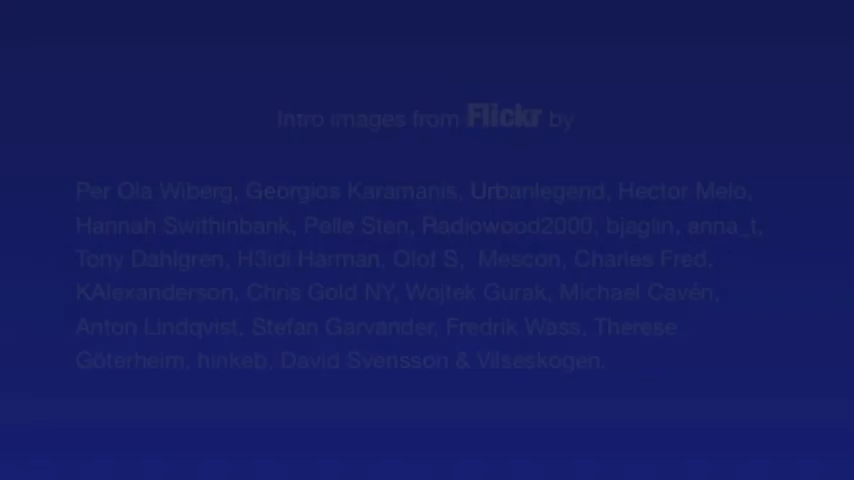 Intro images from Flickr by
Per Ola Wiberg, Georgios Karamanis, Urbanlegend, Hector Melo,
Hannah Swithinbank, Pelle Sten, Radiowood2000, bjaglin, anna_t,
Tony Dahlgren, H3idi Harman, Olof S, Mescon, Charles Fred,
KAlexanderson, Chris Gold NY, Wojtek Gurak, Michael Cavén,
Anton Lindqvist, Stefan Garvander, Fredrik Wass, Therese
Göterheim, hinkeb, David Svensson & Vilseskogen.